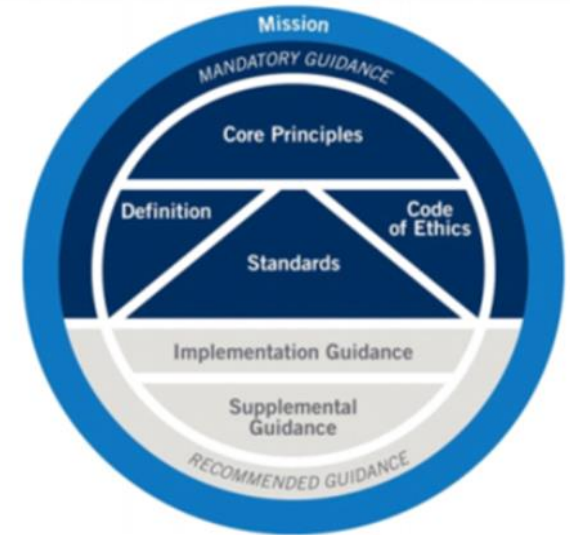 Mission
MANDATORY GUIDANCE
Core Principles
Definition
Code
of Ethics
Standards
Implementation Guidance
Supplemental
Guidance
RECOMMENDED GUIDANCE